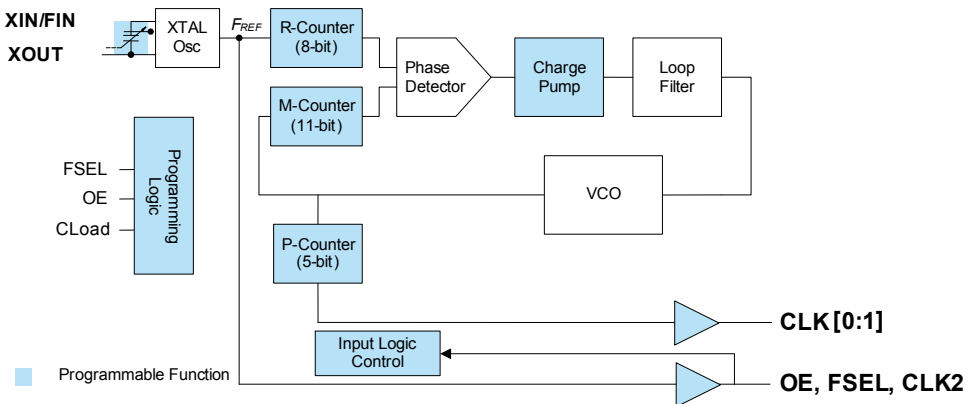 XIN/FIN
XOUT
XTAL
Osc
FREF
R-Counter
(8-bit)
M-Counter
(11-bit)
Phase
Detector
Charge
Pump
Loop
Filter
VCO
Programming
Logic
FSEL
OE
CLoad
P-Counter
(5-bit)
CLK[0:1]
Input Logic
Control
OE, FSEL, CLK2
Programmable Function